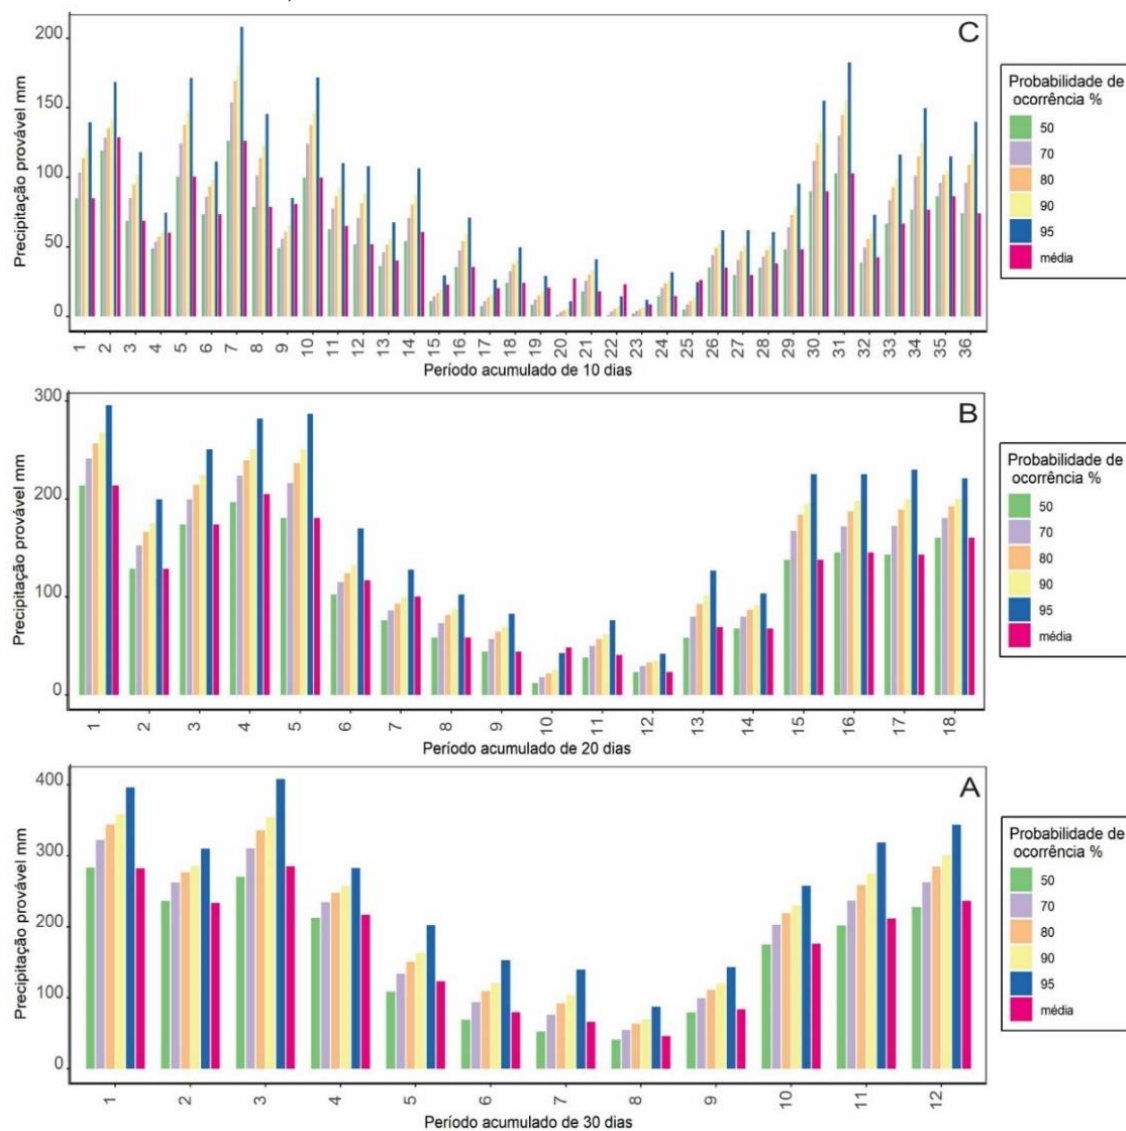 C
Precipitação provável mm
200
150
100
50
0
1 2 3 4 5 6 7 8 9 10 11 12 13 14 15 16 17 18 19 20 21 22 23 24 25 26 27 28 29 30 31 32 33 34 35 36
Período acumulado de 10 dias
Probabilidade de
ocorrência %
50
70
80
90
95
média
B
Precipitação provável mm
300
200
100
0
1 2 3 4 5 6 7 8 9 10 11 12 13 14 15 16 17 18
Período acumulado de 20 dias
Probabilidade de
ocorrência %
50
70
80
90
95
média
A
Precipitação provável mm
400
300
200
100
0
1 2 3 4 5 6 7 8 9 10 11 12
Período acumulado de 30 dias
Probabilidade de
ocorrência %
50
70
80
90
95
média